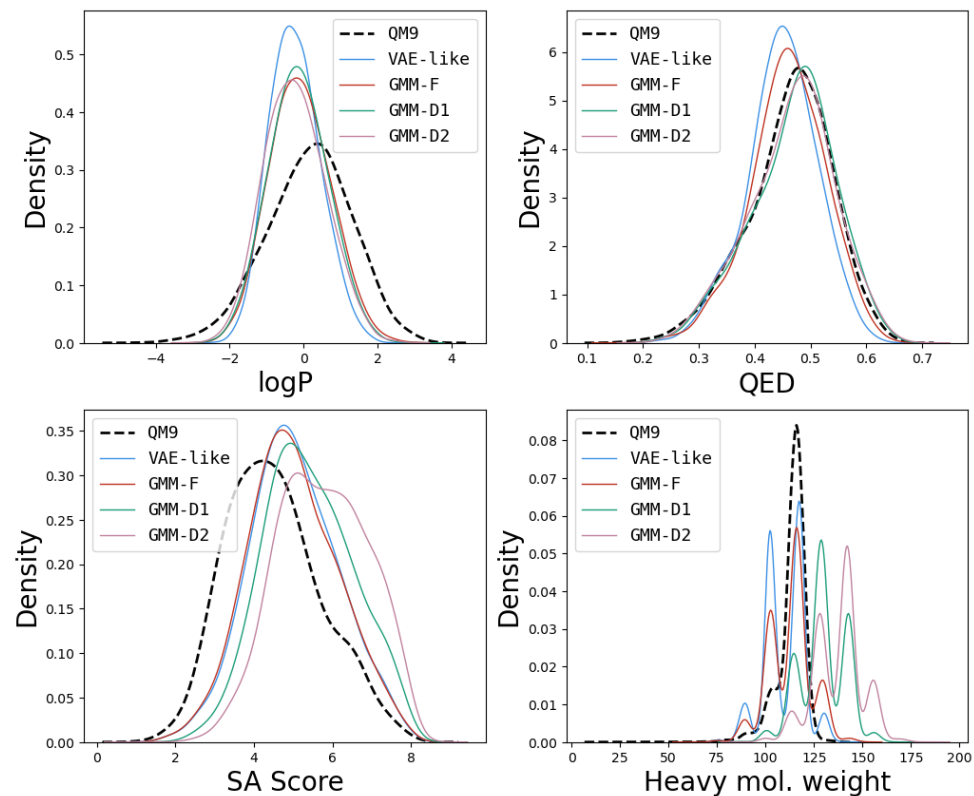 0.5
0.4
0.3
0.2
0.1
0.0
Density
−4
−2
0
2
4
logP
QM9
VAE-like
GMM-F
GMM-D1
GMM-D2
6
5
4
3
2
1
0
Density
0.1
0.2
0.3
0.4
0.5
0.6
0.7
QED
QM9
VAE-like
GMM-F
GMM-D1
GMM-D2
0.35
0.30
0.25
0.20
0.15
0.10
0.05
0.00
Density
0
2
4
6
8
SA Score
QM9
VAE-like
GMM-F
GMM-D1
GMM-D2
0.08
0.07
0.06
0.05
0.04
0.03
0.02
0.01
0.00
Density
0
25
50
75
100
125
150
175
200
Heavy mol. weight
QM9
VAE-like
GMM-F
GMM-D1
GMM-D2